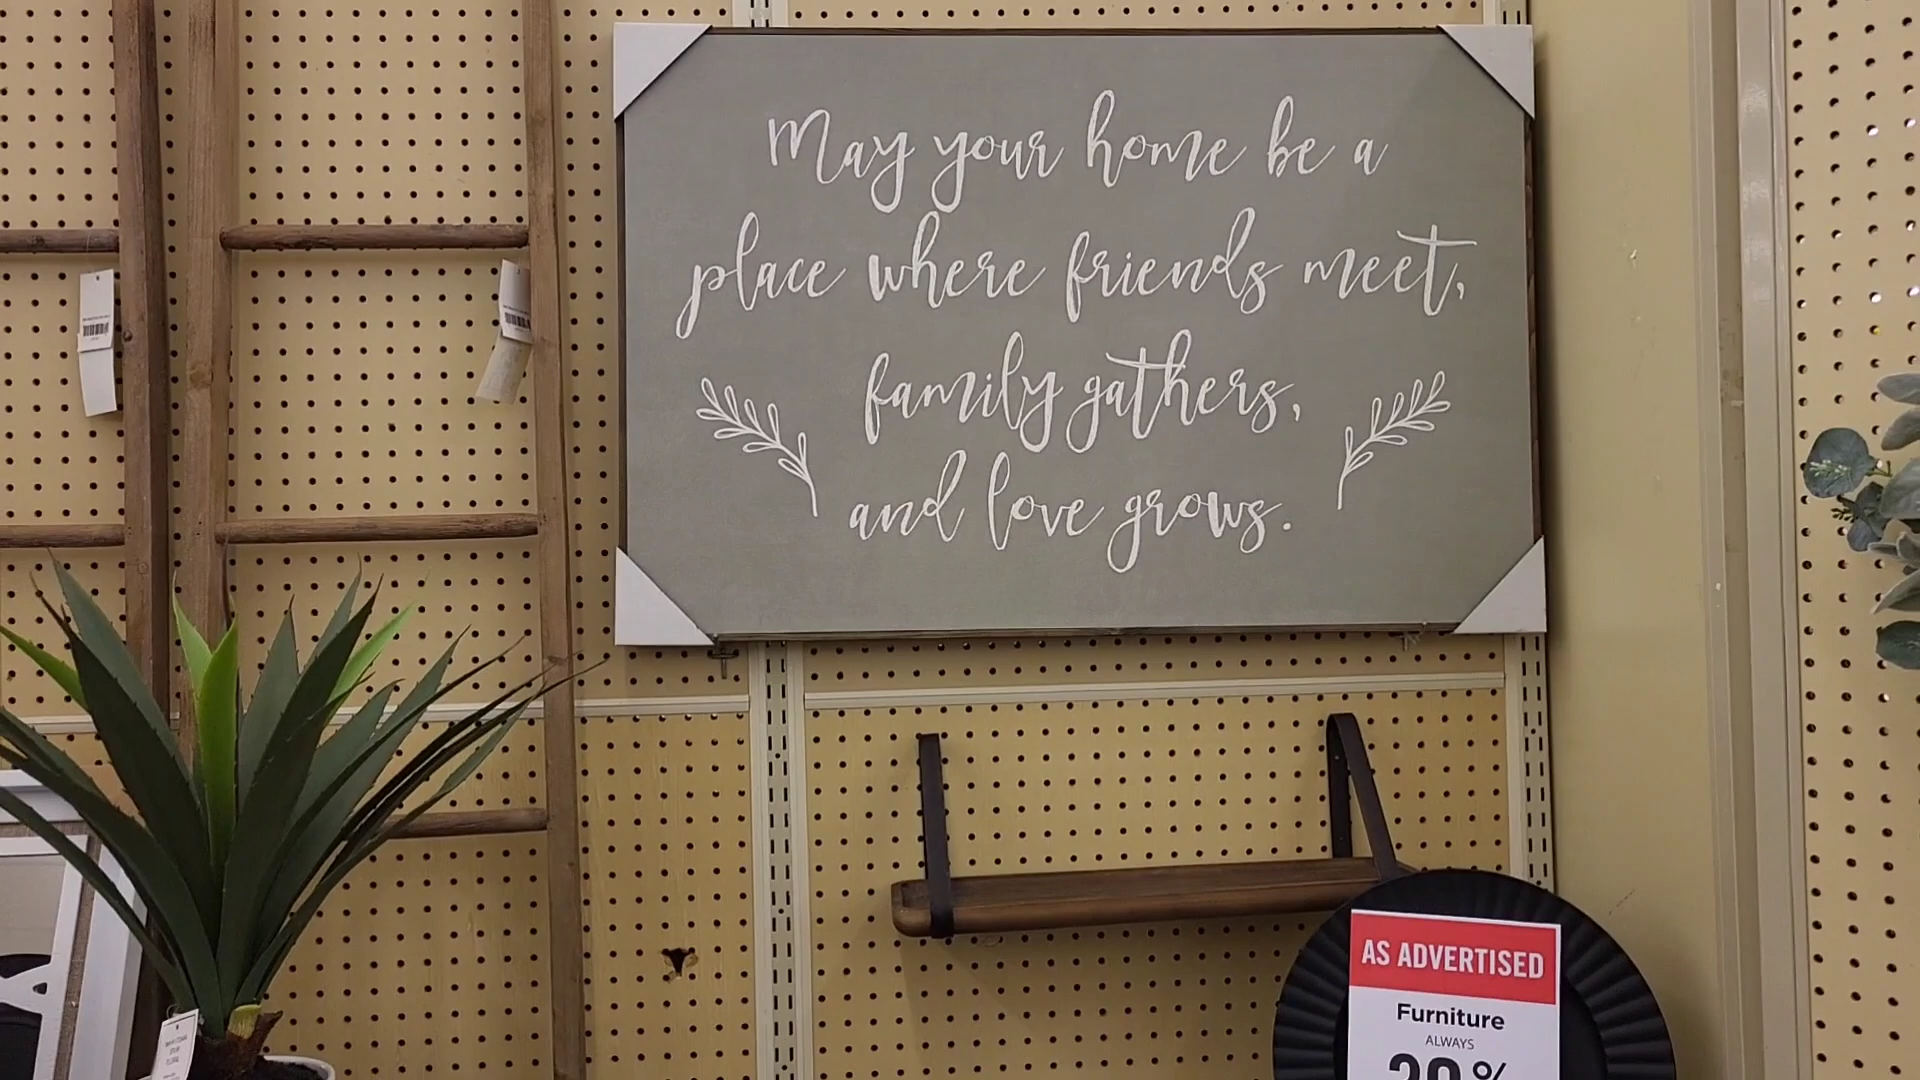 May your home be a
place where friends meet,
family gathers,
and love grows.
AS ADVERTISED
Furniture
ALWAYS